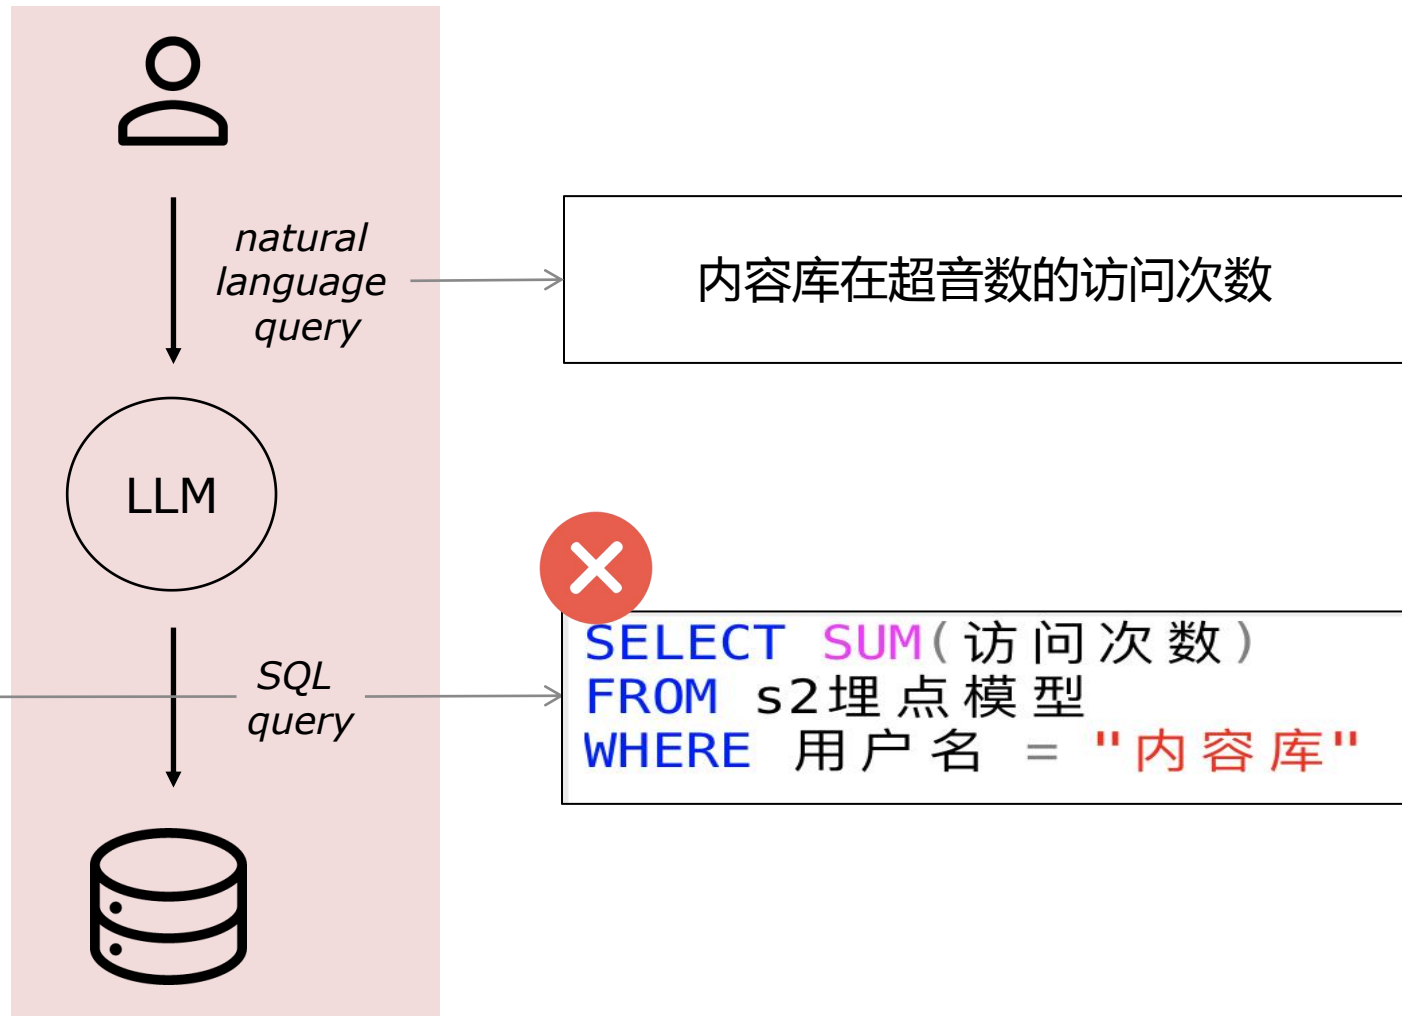 natural
language
query
内容库在超音数的访问次数
LLM
SQL
query
SELECT SUM(访问次数)
FROM s2埋点模型
WHERE 用户名 = "内容库"